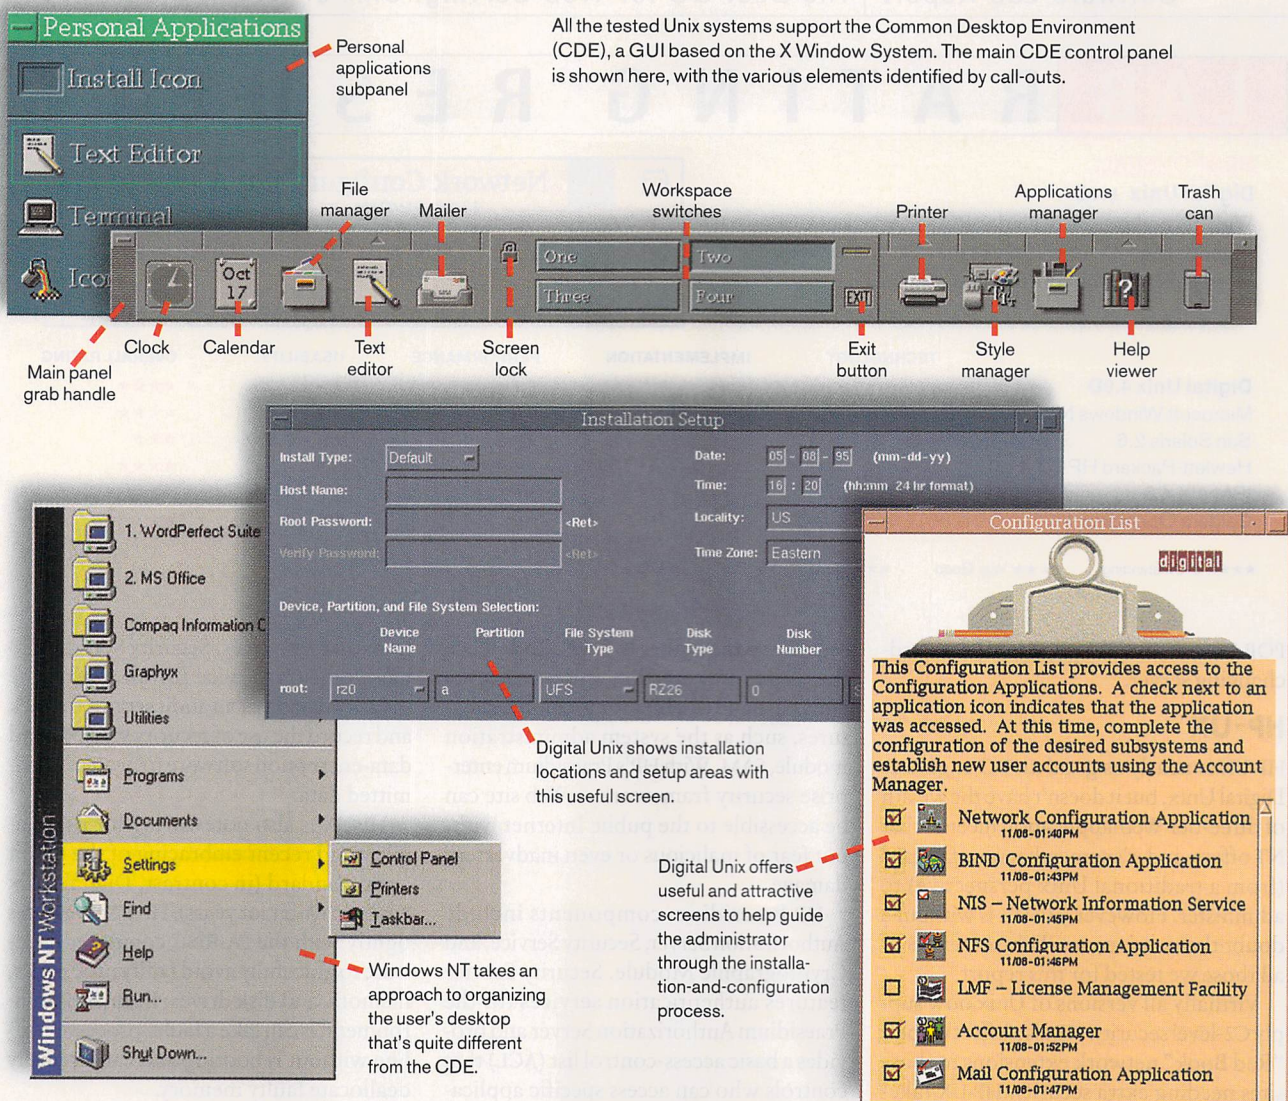 All the tested Unix systems support the Common Desktop Environment
(CDE), a GUI based on the X Window System. The main CDE control panel
is shown here, with the various elements identified by call-outs.
Personal Applications
Install Icon
Text Editor
Terminal
Personal
applications
subpanel
File
manager
Mailer
Workspace
switches
Printer
Applications
manager
Trash
can
Oct
17
One
Two
Three
Four
EXIT
?
Main panel
grab handle
Clock
Calendar
Text
editor
Screen
lock
Exit
button
Style
manager
Help
viewer
Installation Setup
Install Type: Default
Host Name:
Root Password: <Ret>
Verify Password: <Ret>
Date: 05 - 08 - 95 (mm-dd-yy)
Time: 16 : 20 (hh:mm 24 hr format)
Locality: US
Time Zone: Eastern
Device, Partition, and File System Selection:
Device
Name
Partition
File System
Type
Disk
Type
Disk
Number
root: rz0 a UFS RZ26 0
Digital Unix shows installation
locations and setup areas with
this useful screen.
Windows NT Workstation
1. WordPerfect Suite
2. MS Office
Compaq Information C
Graphyx
Utilities
Programs
Documents
Settings
Find
Help
Run...
Shut Down...
Control Panel
Printers
Taskbar...
Windows NT takes an
approach to organizing
the user's desktop
that's quite different
from the CDE.
Digital Unix offers
useful and attractive
screens to help guide
the administrator
through the installa-
tion-and-configuration
process.
Configuration List
digital
This Configuration List provides access to the
Configuration Applications. A check next to an
application icon indicates that the application
was accessed. At this time, complete the
configuration of the desired subsystems and
establish new user accounts using the Account
Manager.
Network Configuration Application
11/08-01:40PM
BIND Configuration Application
11/08-01:43PM
NIS – Network Information Service
11/08-01:45PM
NFS Configuration Application
11/08-01:46PM
LMF – License Management Facility
Account Manager
11/08-01:52PM
Mail Configuration Application
11/08-01:47PM